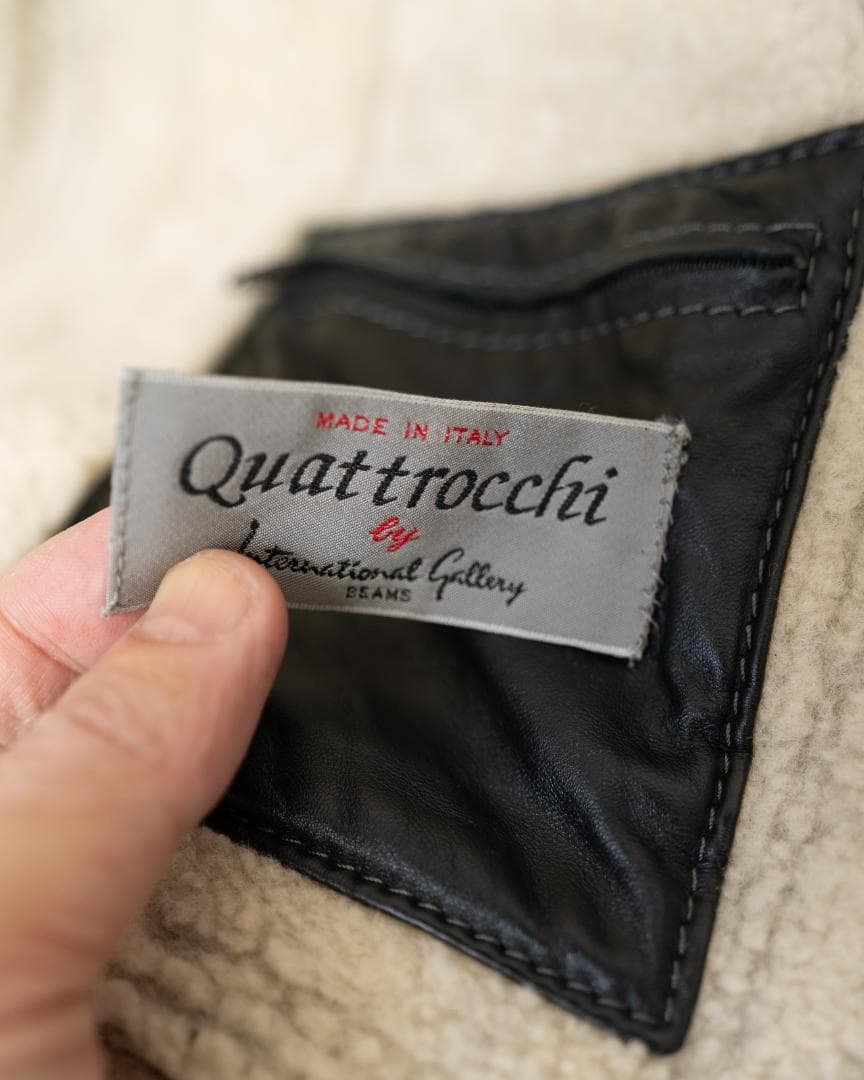 MADE IN ITALY
Quattrocchi
by
International Gallery
BEAMS